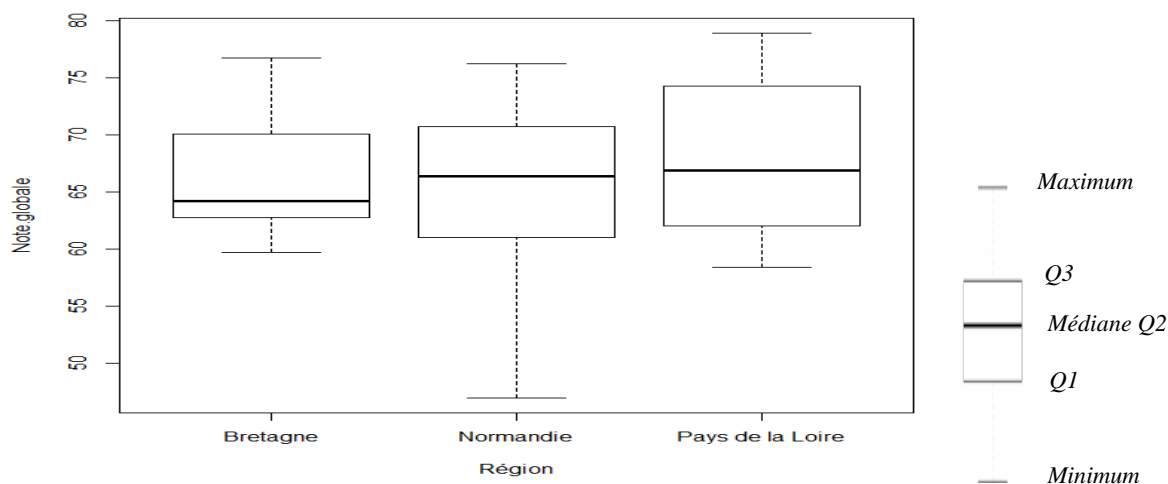 80
75
70
65
60
55
50
Note.globale
Bretagne Normandie Pays de la Loire
Région
Maximum
Q3
Médiane Q2
Q1
Minimum